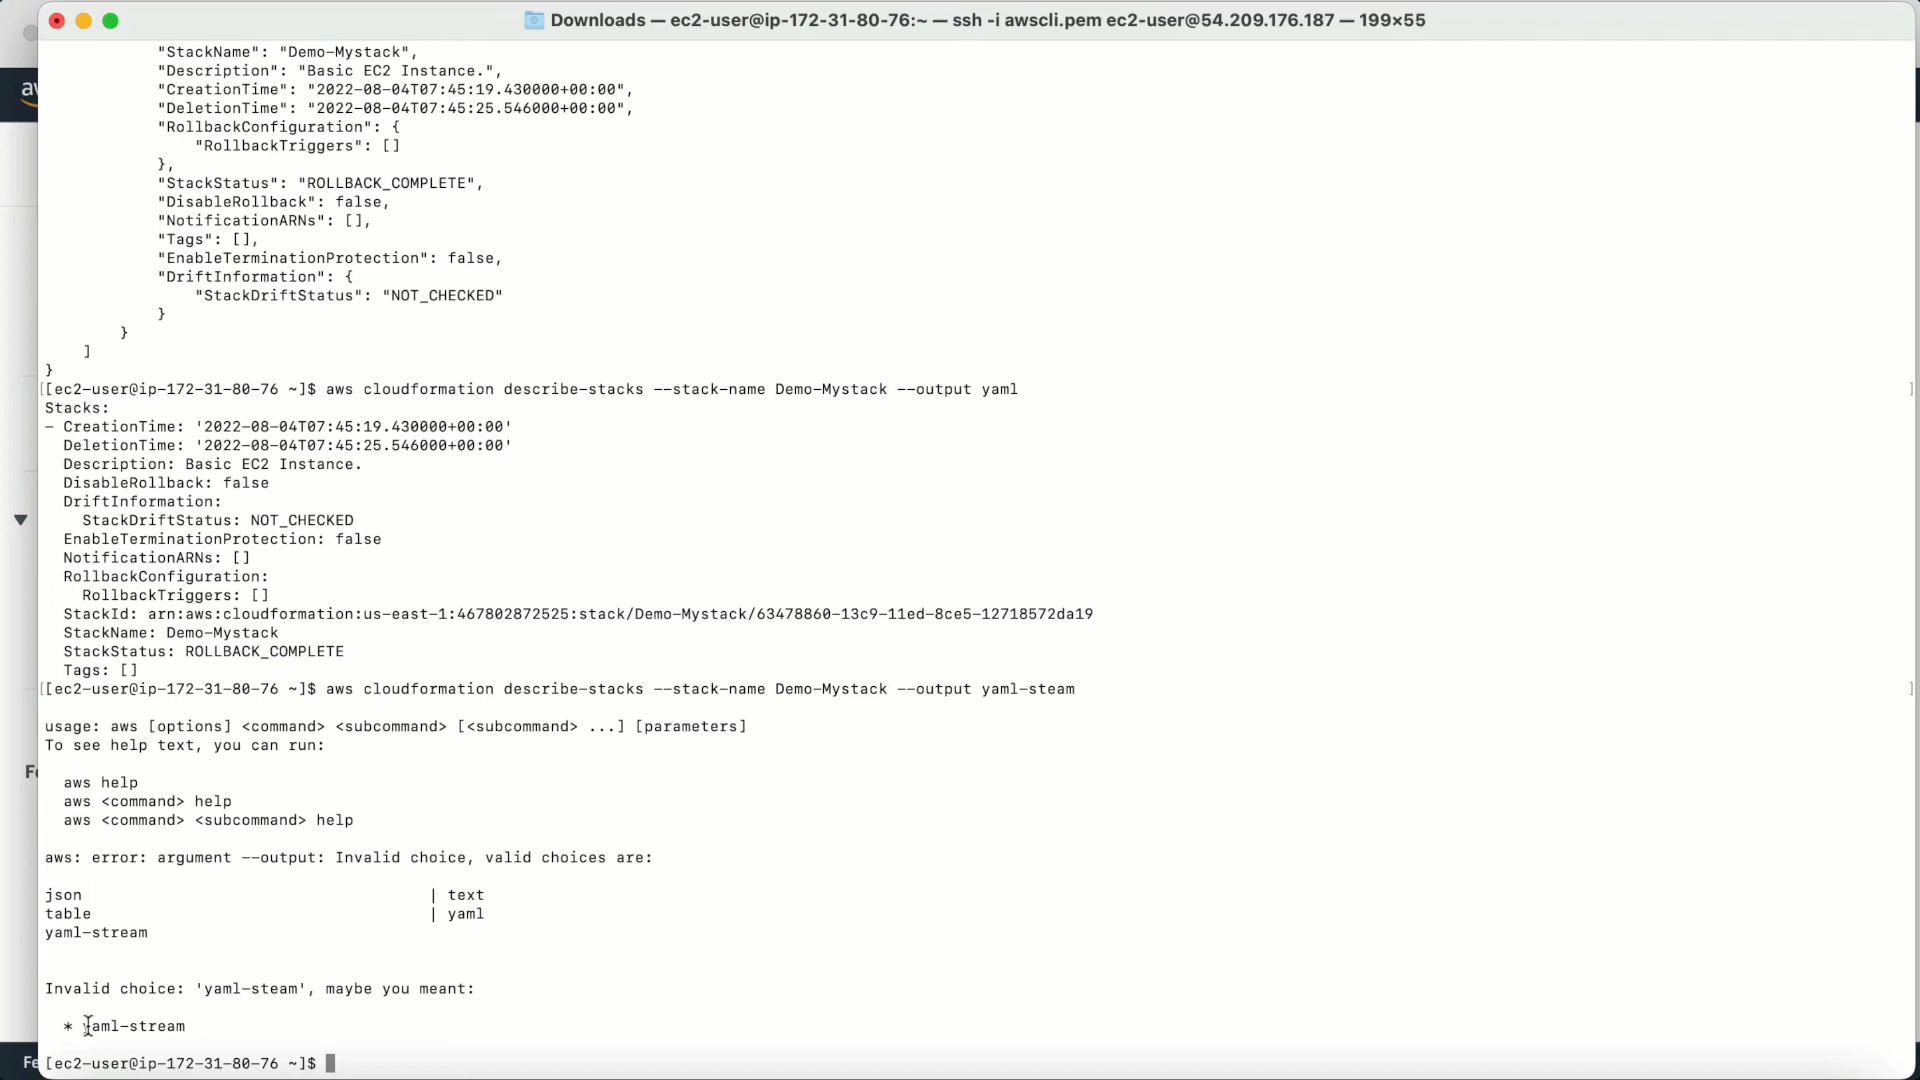 Downloads — ec2-user@ip-172-31-80-76:~ — ssh -i awscli.pem ec2-user@54.209.176.187 — 199×55
"StackName": "Demo-Mystack",
"Description": "Basic EC2 Instance.",
"CreationTime": "2022-08-04T07:45:19.430000+00:00",
"DeletionTime": "2022-08-04T07:45:25.546000+00:00",
"RollbackConfiguration": {
"RollbackTriggers": []
},
"StackStatus": "ROLLBACK_COMPLETE",
"DisableRollback": false,
"NotificationARNs": [],
"Tags": [],
"EnableTerminationProtection": false,
"DriftInformation": {
"StackDriftStatus": "NOT_CHECKED"
}
}
]
}
[[ec2-user@ip-172-31-80-76 ~]$ aws cloudformation describe-stacks --stack-name Demo-Mystack --output yaml ]
Stacks:
- CreationTime: '2022-08-04T07:45:19.430000+00:00'
DeletionTime: '2022-08-04T07:45:25.546000+00:00'
Description: Basic EC2 Instance.
DisableRollback: false
DriftInformation:
StackDriftStatus: NOT_CHECKED
EnableTerminationProtection: false
NotificationARNs: []
RollbackConfiguration:
RollbackTriggers: []
StackId: arn:aws:cloudformation:us-east-1:467802872525:stack/Demo-Mystack/63478860-13c9-11ed-8ce5-12718572da19
StackName: Demo-Mystack
StackStatus: ROLLBACK_COMPLETE
Tags: []
[[ec2-user@ip-172-31-80-76 ~]$ aws cloudformation describe-stacks --stack-name Demo-Mystack --output yaml-steam ]
usage: aws [options] <command> <subcommand> [<subcommand> ...] [parameters]
To see help text, you can run:
aws help
aws <command> help
aws <command> <subcommand> help
aws: error: argument --output: Invalid choice, valid choices are:
json | text
table | yaml
yaml-stream
Invalid choice: 'yaml-steam', maybe you meant:
* yaml-stream
[ec2-user@ip-172-31-80-76 ~]$